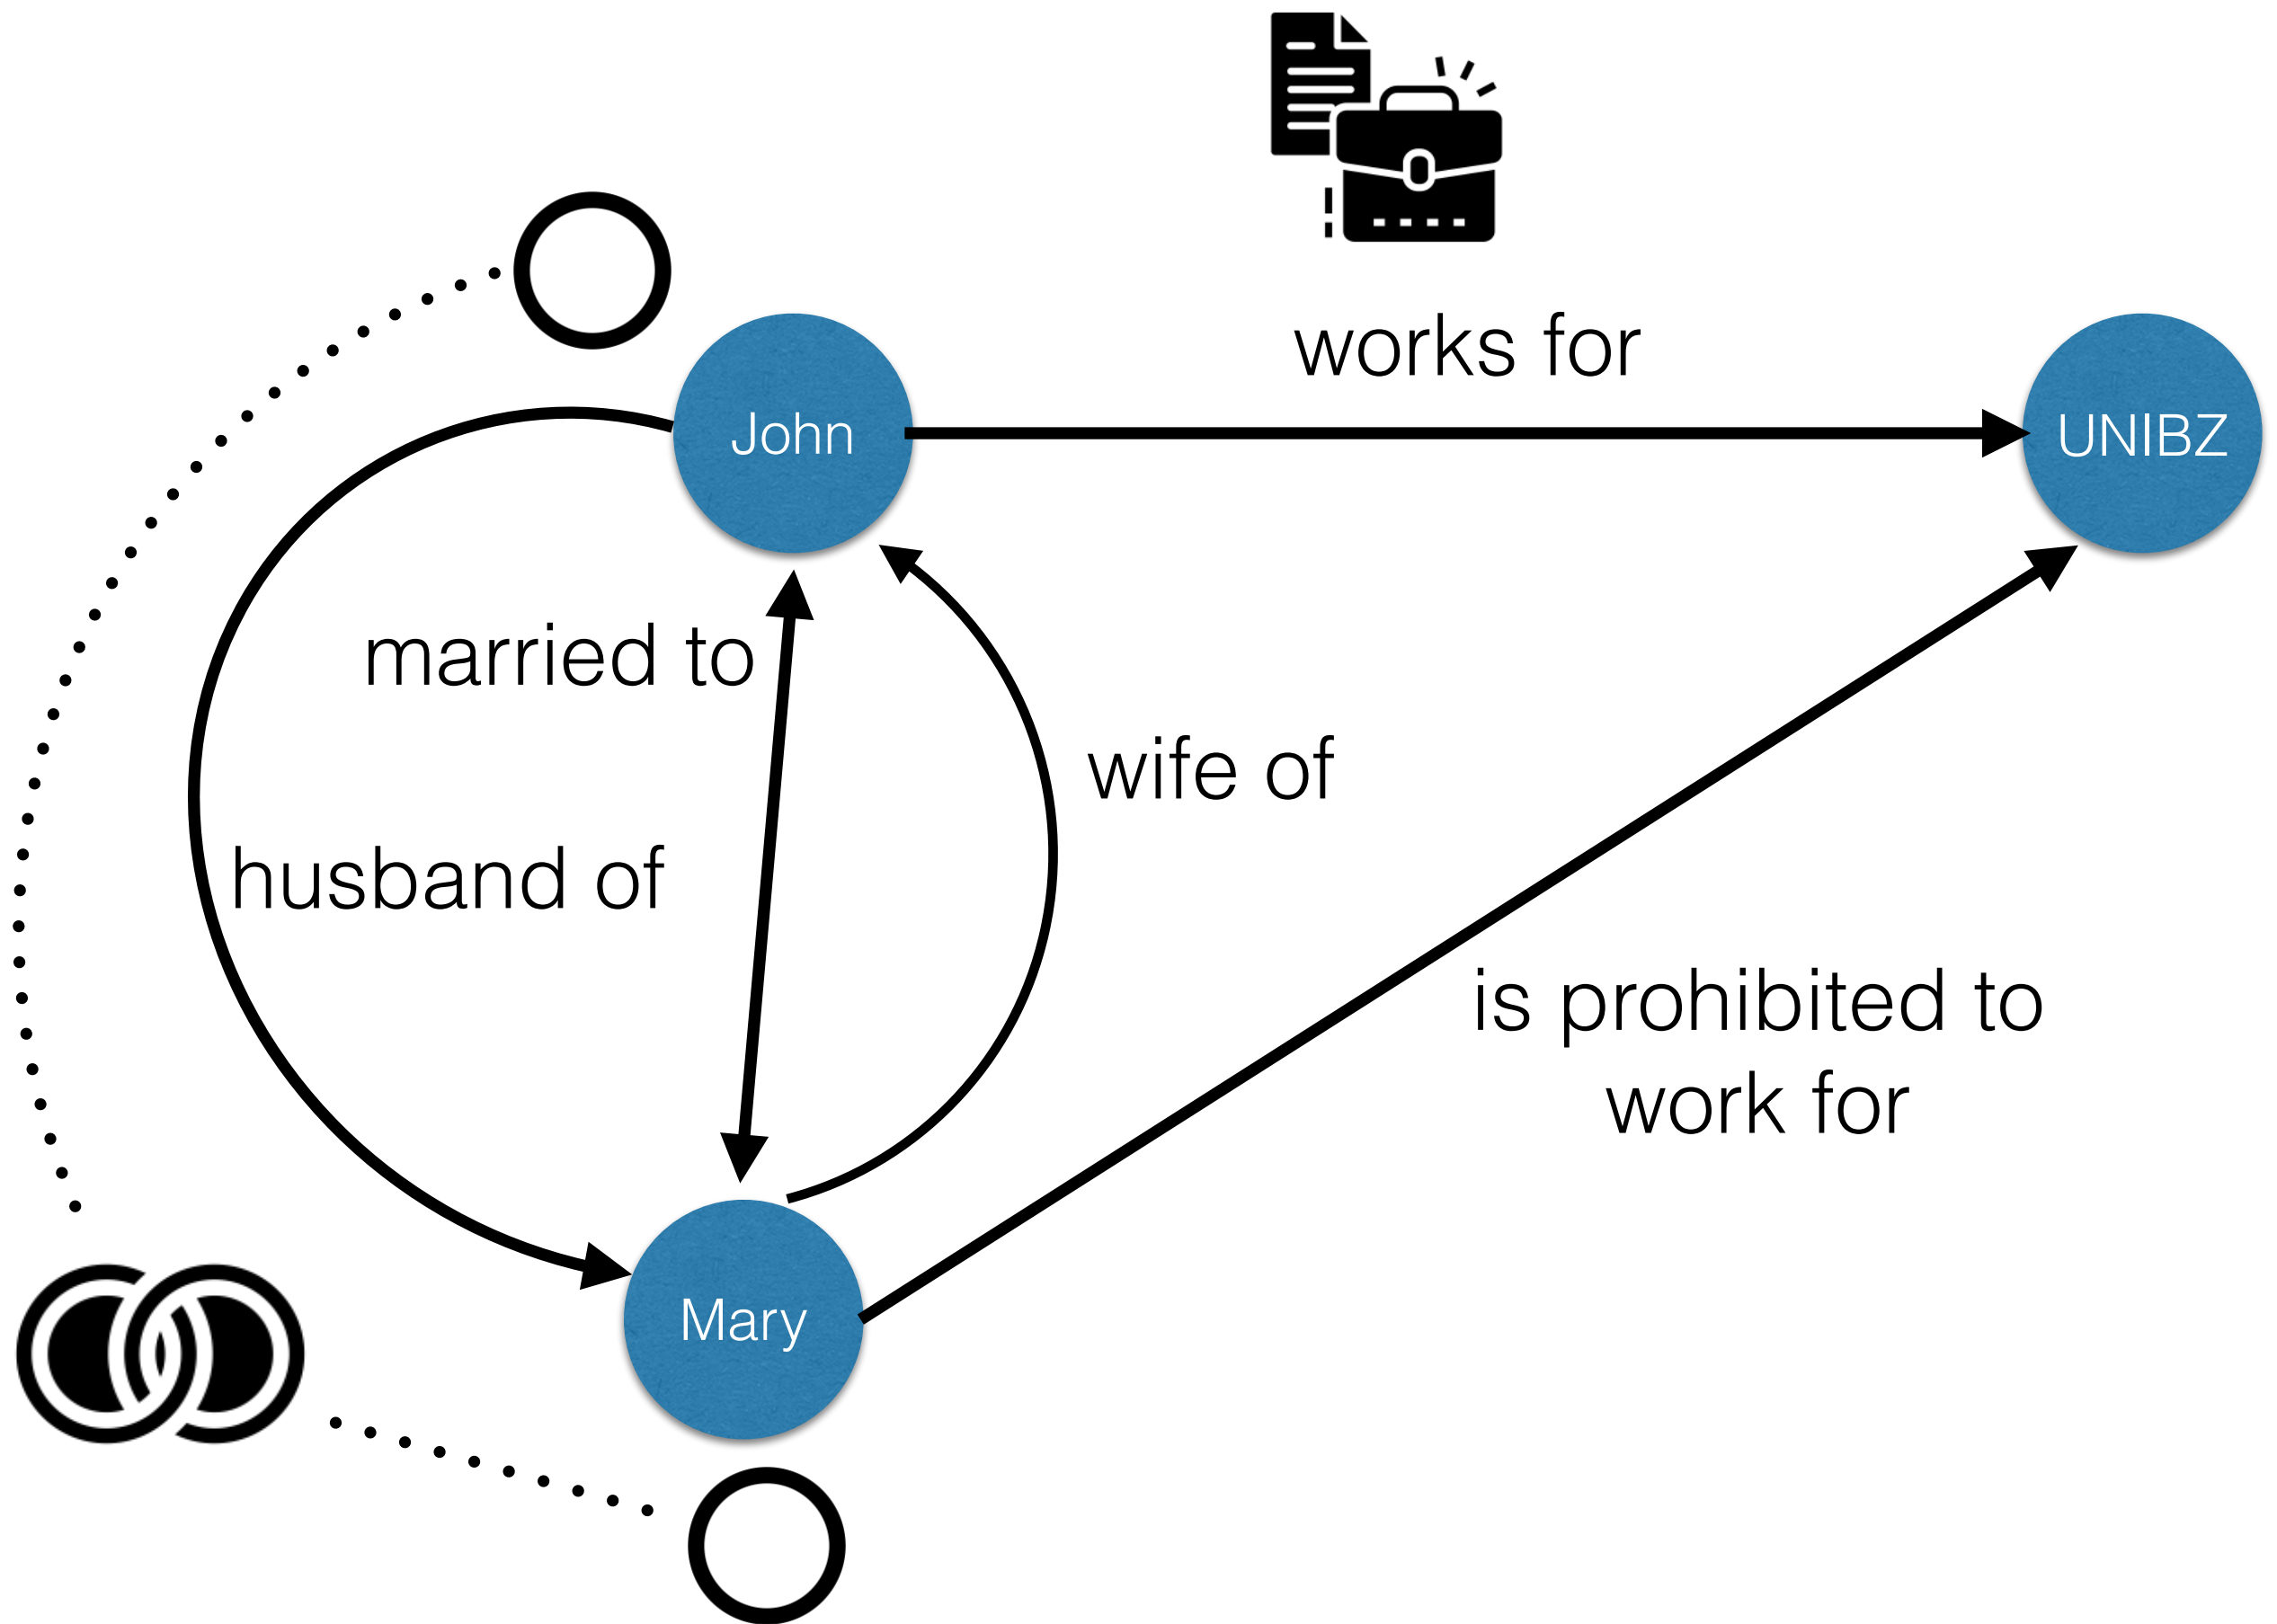 works for
John
UNIBZ
married to
wife of
husband of
is prohibited to
work for
Mary